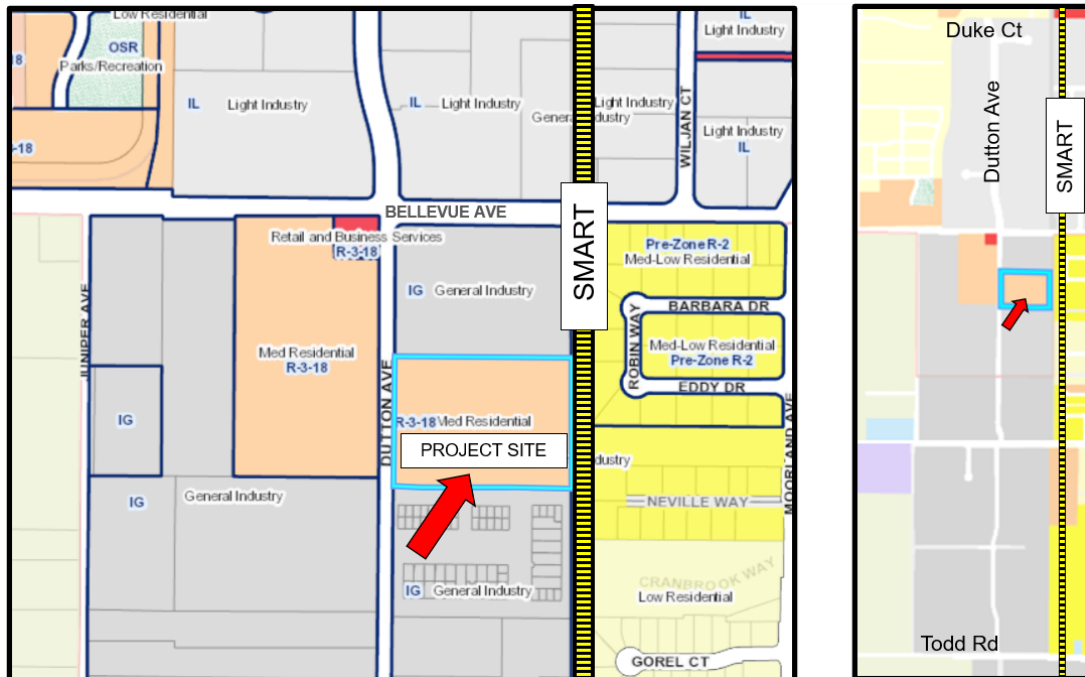 Low Residential
OSR
Parks/Recreation
18
IL
Light Industry
IL
Light Industry
Light Industry
IL
Light Industry
Light Industry
IL
WILJAN CT
-18
BELLEVUE AVE
Retail and Business Services
R-3-18
IG
General Industry
SMART
Pre-Zone R-2
Med-Low Residential
BARBARA DR
ROBIN WAY
Med-Low Residential
Pre-Zone R-2
EDDY DR
JUNIPER AVE
Med Residential
R-3-18
DUTTON AVE
R-3-18
Med Residential
PROJECT SITE
IG
dustry
NEVILLE WAY
MOORLAND AVE
IG
General Industry
CRANBROOK WAY
IG
General Industry
Low Residential
GOREL CT
Duke Ct
Dutton Ave
SMART
Todd Rd